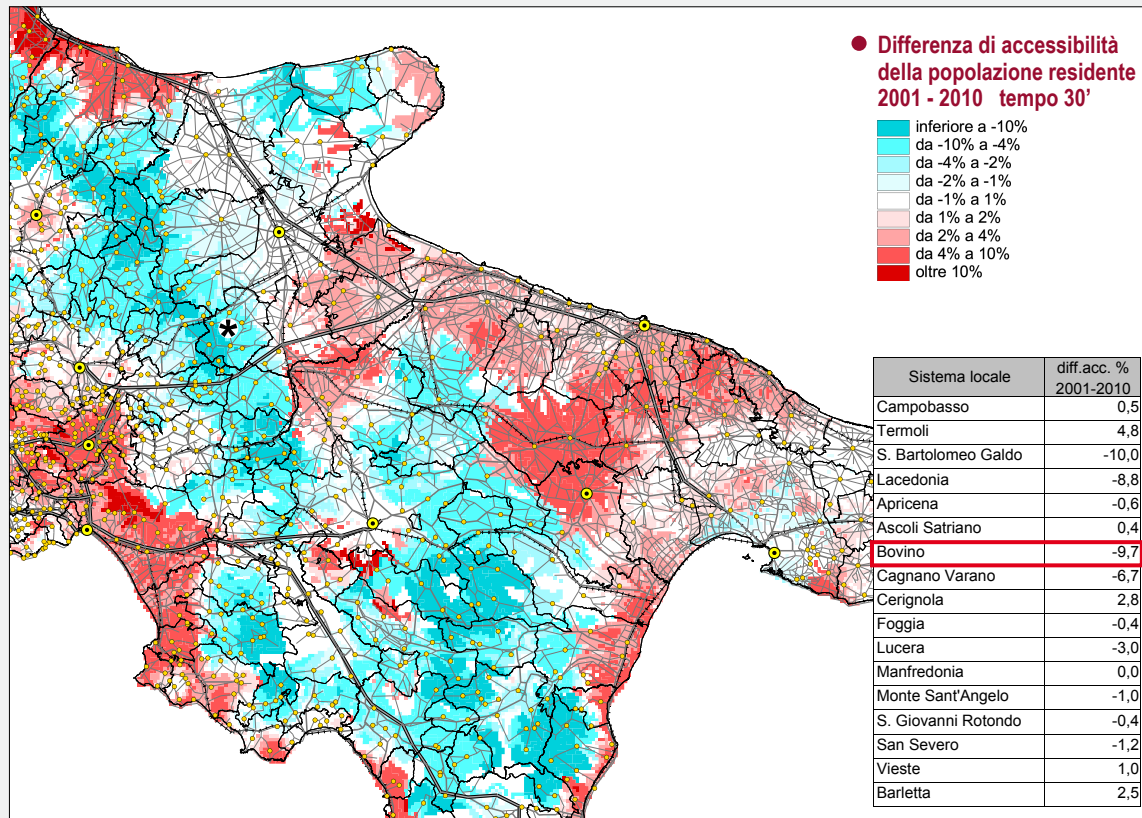 ● Differenza di accessibilità
della popolazione residente
2001 - 2010 tempo 30'
inferiore a -10%
da -10% a -4%
da -4% a -2%
da -2% a -1%
da -1% a 1%
da 1% a 2%
da 2% a 4%
da 4% a 10%
oltre 10%
*
Sistema locale diff.acc. % 2001-2010
Campobasso 0,5
Termoli 4,8
S. Bartolomeo Galdo -10,0
Lacedonia -8,8
Apricena -0,6
Ascoli Satriano 0,4
Bovino -9,7
Cagnano Varano -6,7
Cerignola 2,8
Foggia -0,4
Lucera -3,0
Manfredonia 0,0
Monte Sant'Angelo -1,0
S. Giovanni Rotondo -0,4
San Severo -1,2
Vieste 1,0
Barletta 2,5